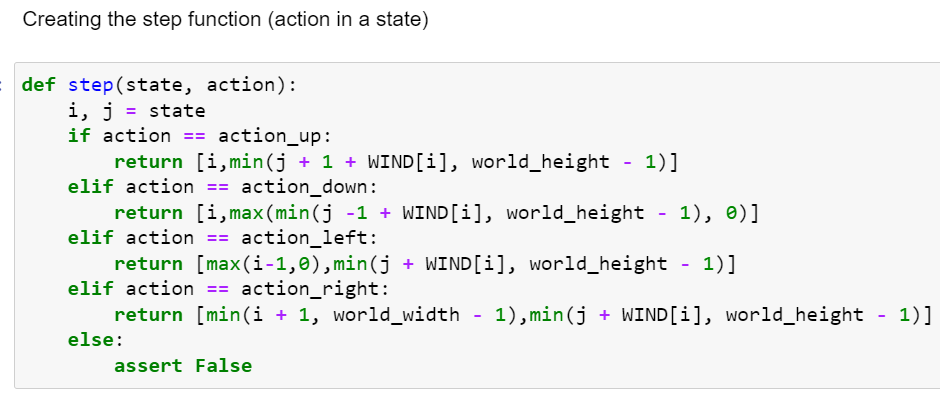 Creating the step function (action in a state)
:
def step(state, action):
    i, j = state
    if action == action_up:
        return [i,min(j + 1 + WIND[i], world_height - 1)]
    elif action == action_down:
        return [i,max(min(j -1 + WIND[i], world_height - 1), 0)]
    elif action == action_left:
        return [max(i-1,0),min(j + WIND[i], world_height - 1)]
    elif action == action_right:
        return [min(i + 1, world_width - 1),min(j + WIND[i], world_height - 1)]
    else:
        assert False